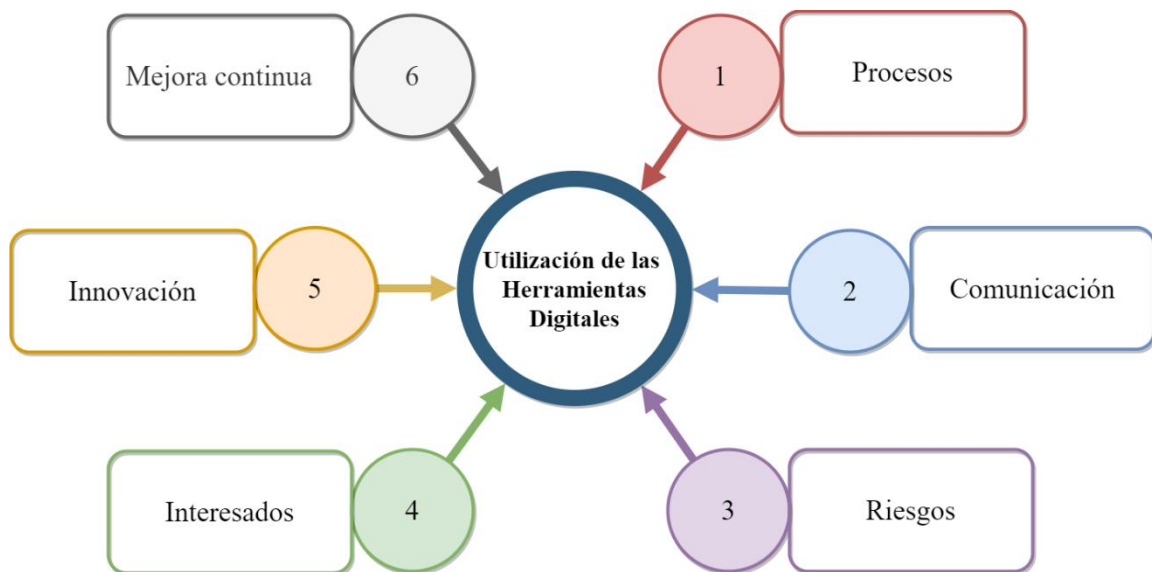 Mejora continua
6
1
Procesos
Innovación
5
Utilización de las
Herramientas
Digitales
2
Comunicación
Interesados
4
3
Riesgos